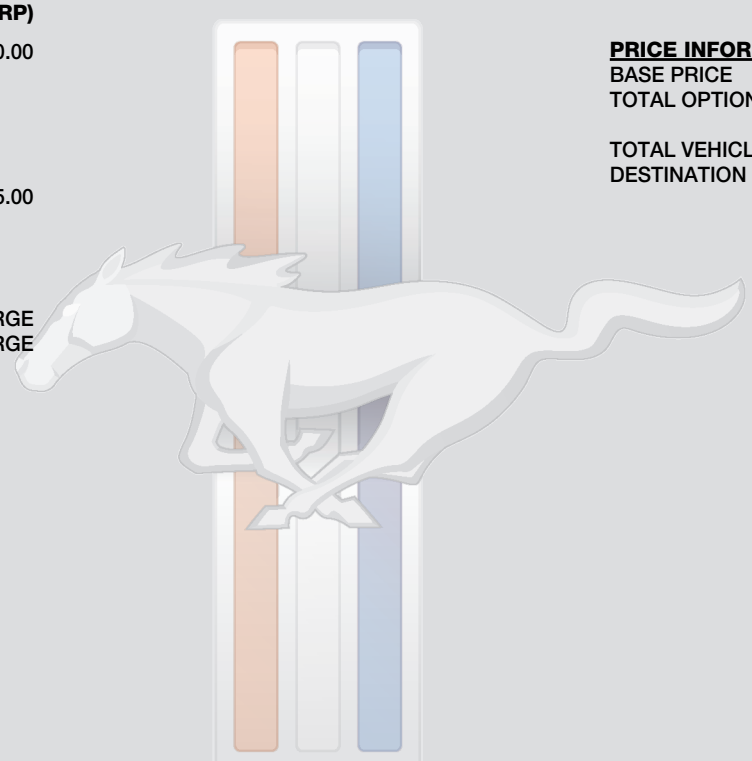 RP)
0.00
5.00
RGE
RGE
PRICE INFOR
BASE PRICE
TOTAL OPTION
TOTAL VEHICL
DESTINATION